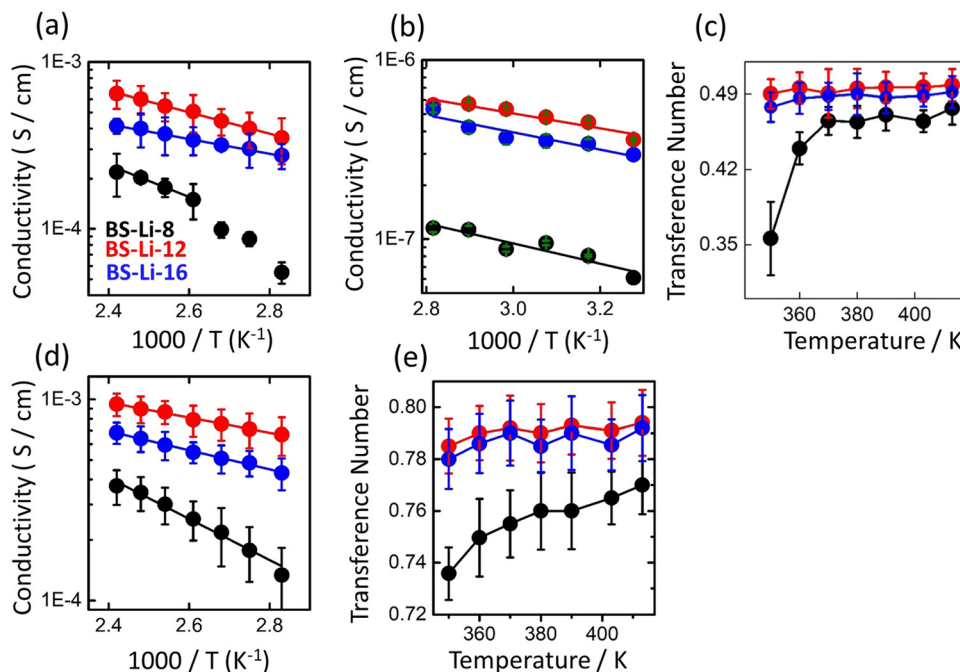 (a)
Conductivity ( S / cm)
1E-3
1E-4
BS-Li-8
BS-Li-12
BS-Li-16
2.4 2.6 2.8
1000 / T (K⁻¹)
(b)
Conductivity ( S / cm)
1E-6
1E-7
2.8 3.0 3.2
1000 / T (K⁻¹)
(c)
Transference Number
0.49
0.42
0.35
360 380 400
Temperature / K
(d)
Conductivity ( S / cm)
1E-3
1E-4
2.4 2.6 2.8
1000 / T (K⁻¹)
(e)
Transference Number
0.80
0.78
0.76
0.74
0.72
360 380 400
Temperature / K